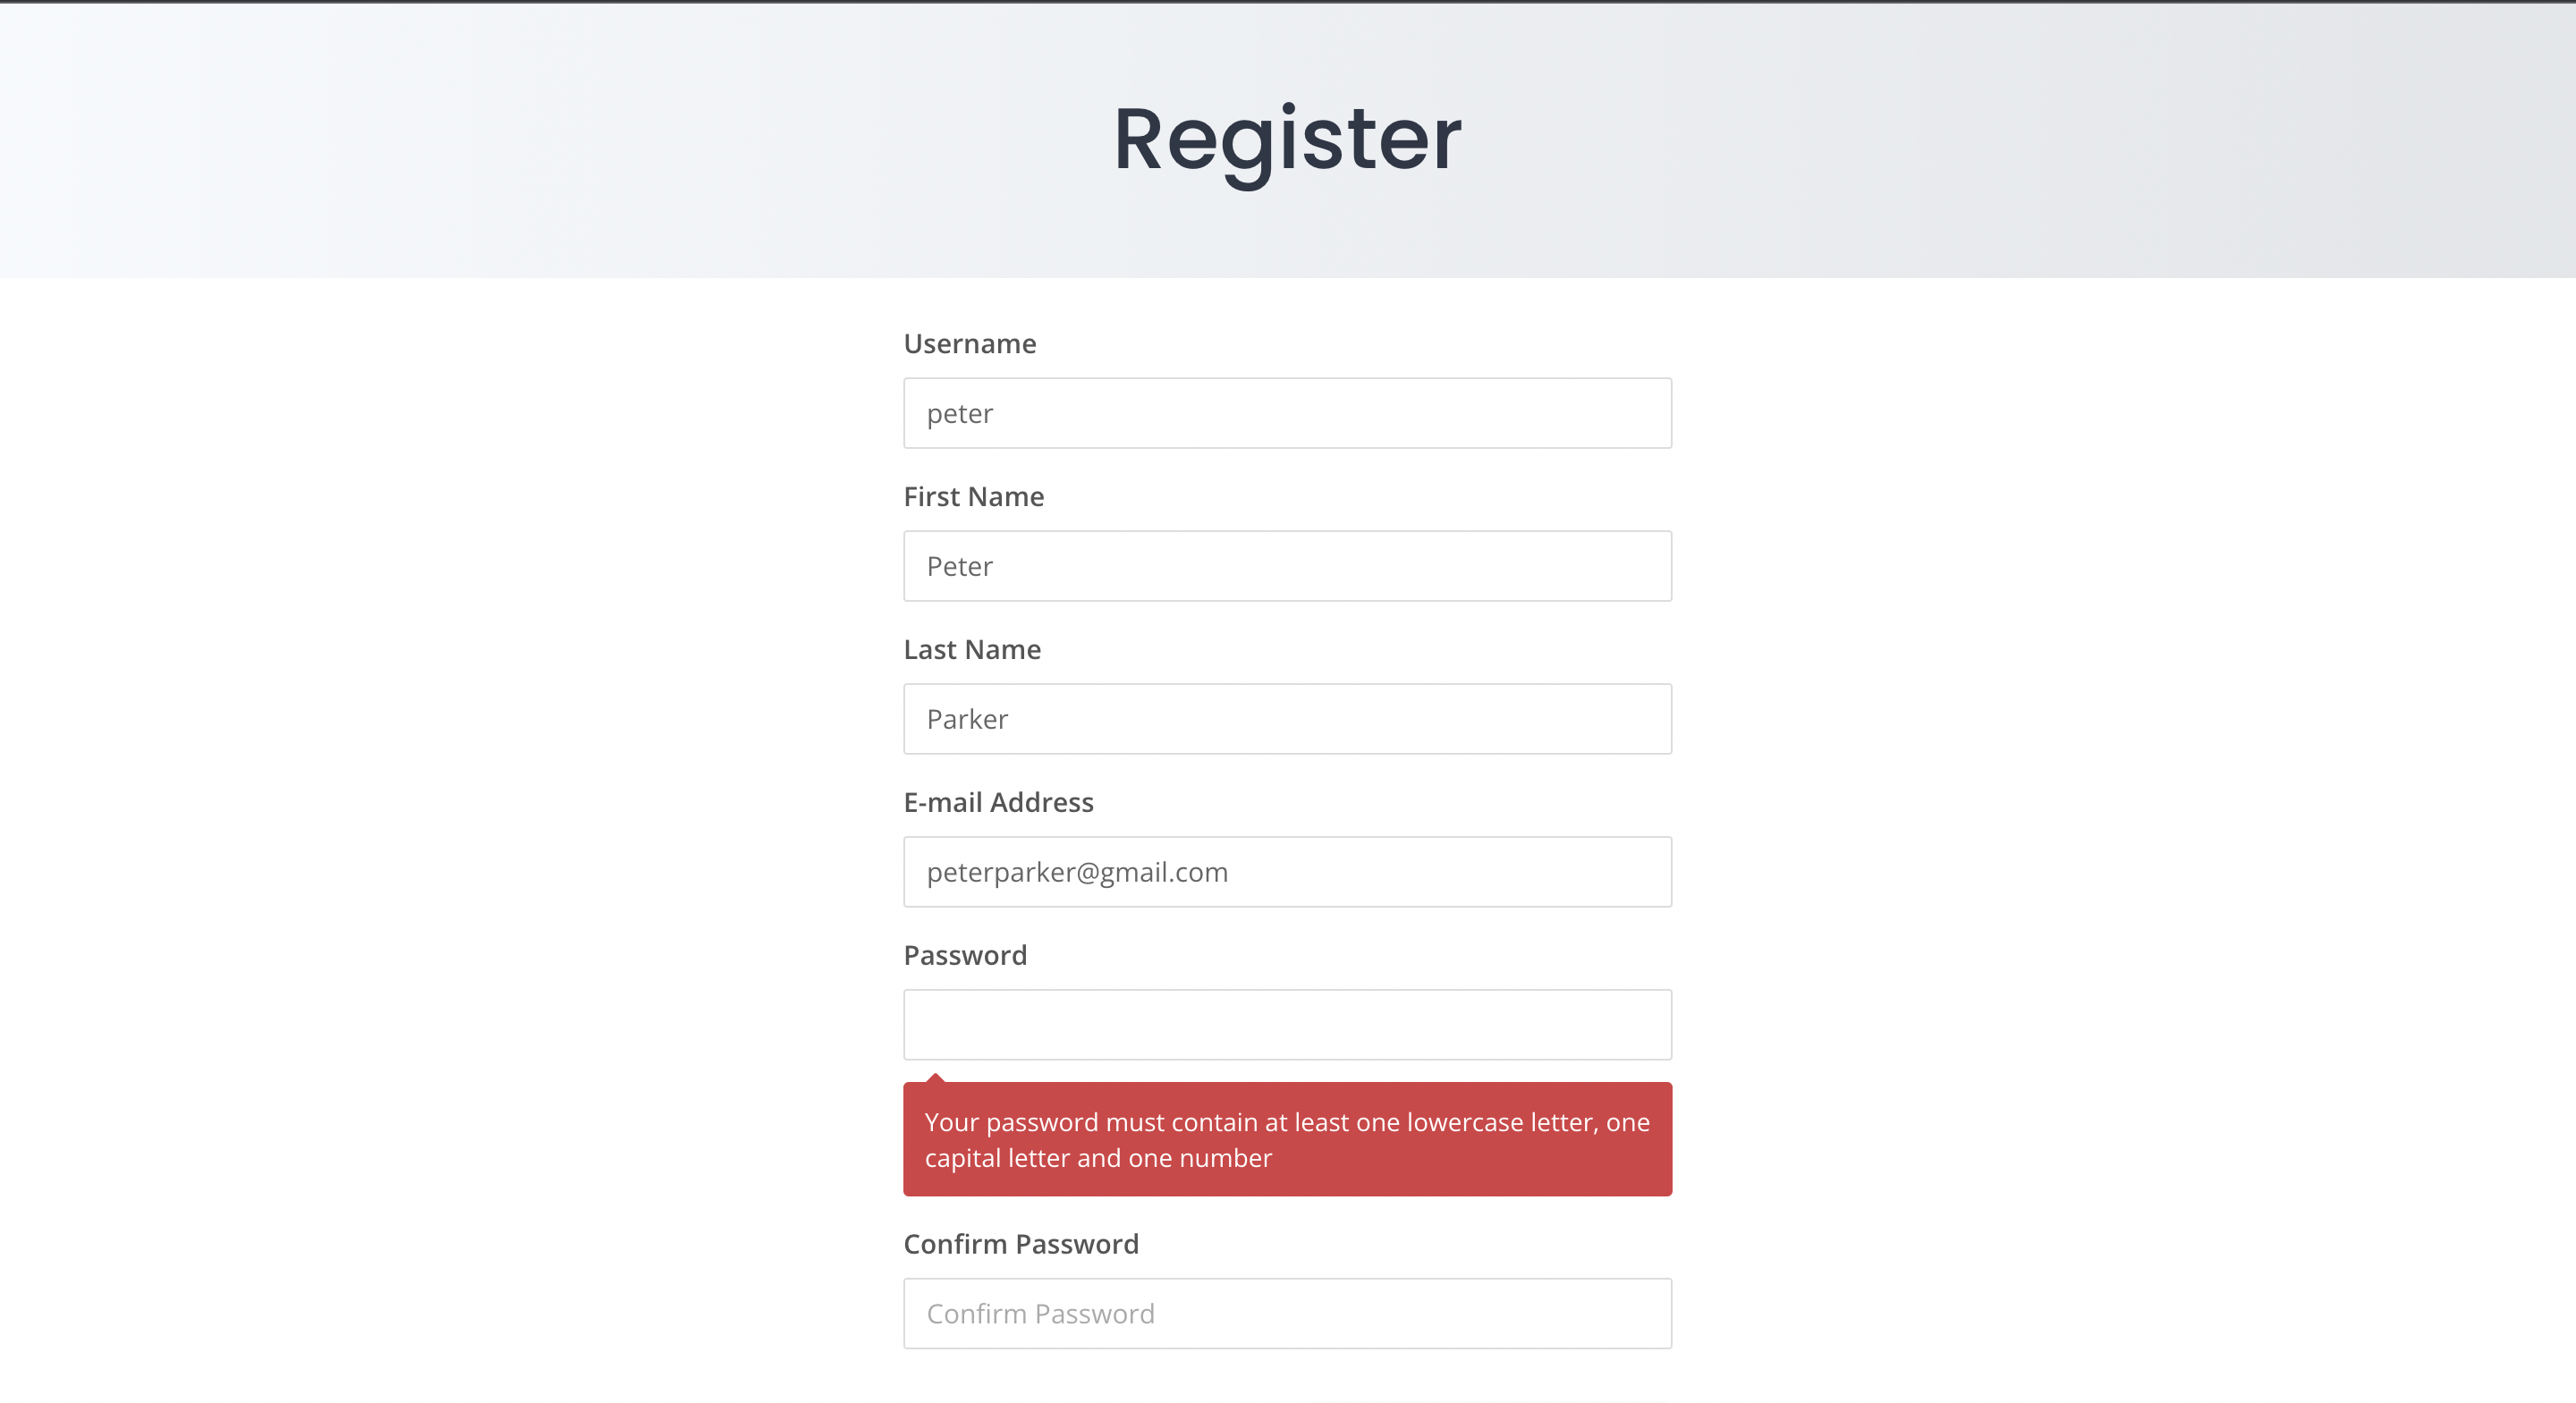 Register
Username
peter
First Name
Peter
Last Name
Parker
E-mail Address
peterparker@gmail.com
Password
Your password must contain at least one lowercase letter, one
capital letter and one number
Confirm Password
Confirm Password